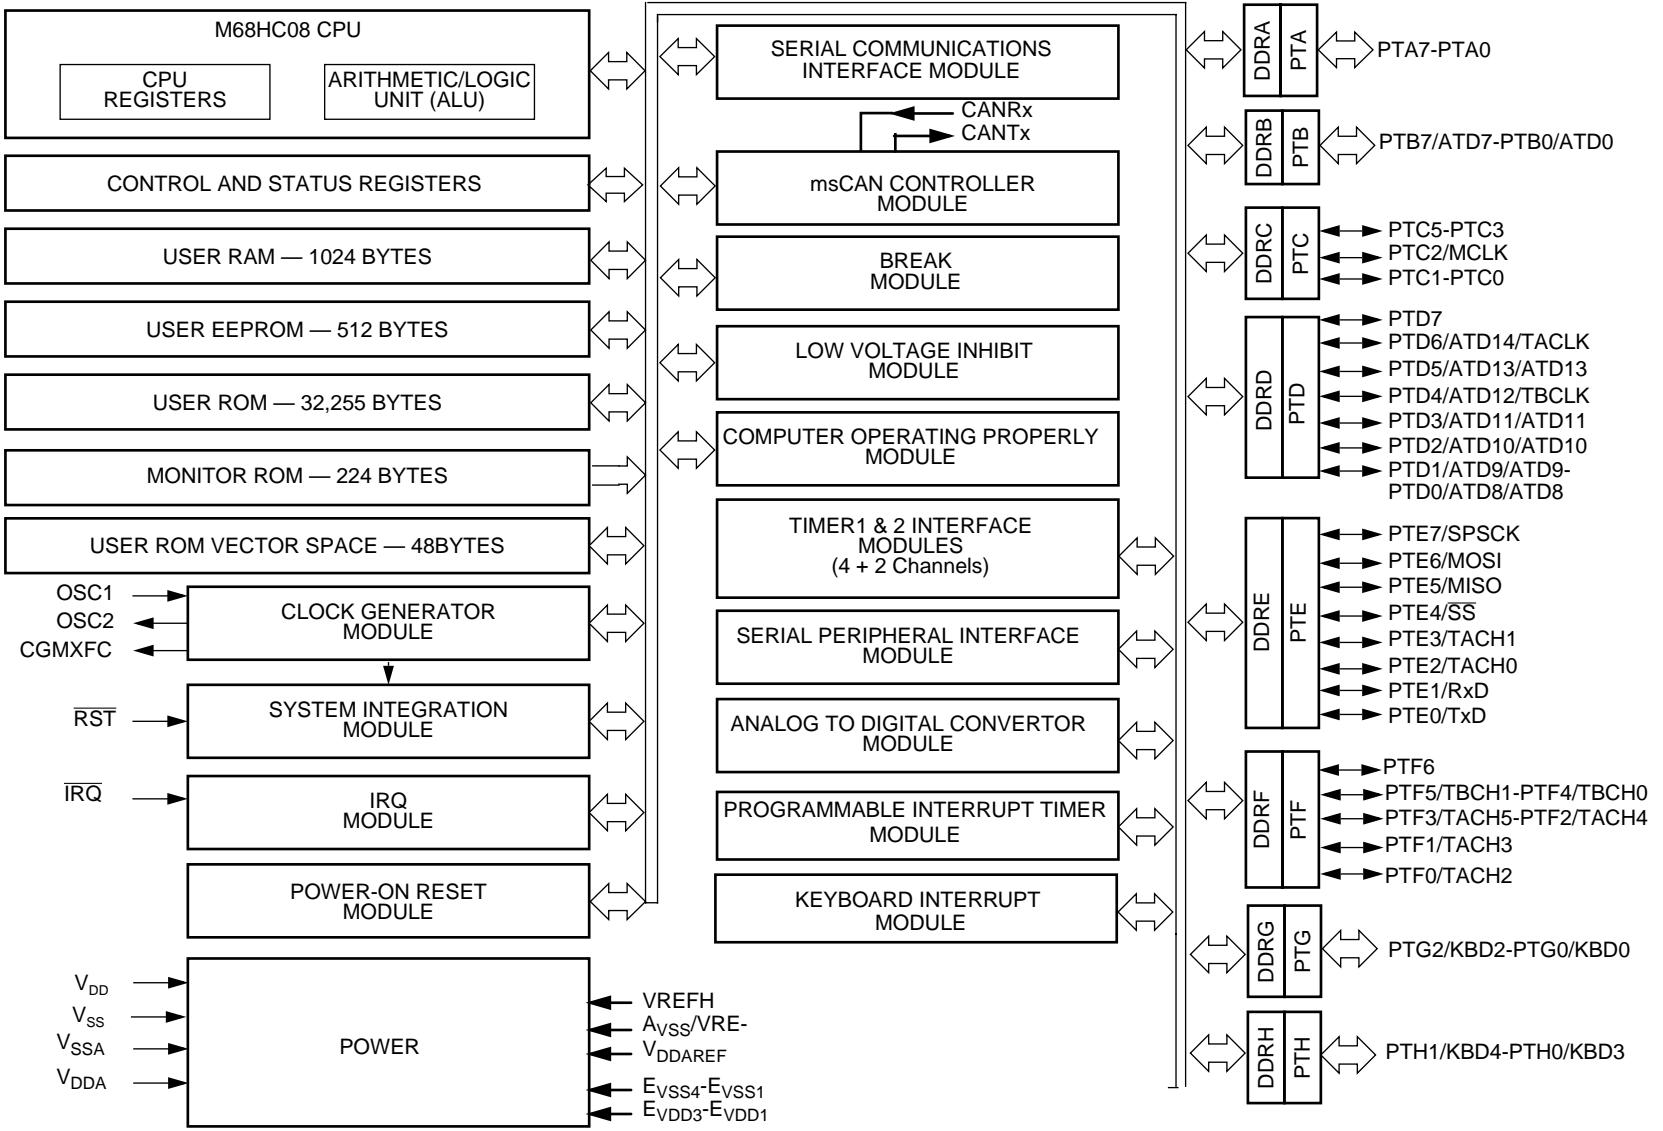 M68HC08 CPU
CPU
REGISTERS
ARITHMETIC/LOGIC
UNIT (ALU)
CONTROL AND STATUS REGISTERS
USER RAM — 1024 BYTES
USER EEPROM — 512 BYTES
USER ROM — 32,255 BYTES
MONITOR ROM — 224 BYTES
USER ROM VECTOR SPACE — 48BYTES
OSC1
OSC2
CGMXFC
CLOCK GENERATOR
MODULE
RST
SYSTEM INTEGRATION
MODULE
IRQ
IRQ
MODULE
POWER-ON RESET
MODULE
VDD
VSS
VSSA
VDDA
POWER
VREFH
AVSS/VRE-
VDDAREF
EVSS4-EVSS1
EVDD3-EVDD1
SERIAL COMMUNICATIONS
INTERFACE MODULE
CANRx
CANTx
msCAN CONTROLLER
MODULE
BREAK
MODULE
LOW VOLTAGE INHIBIT
MODULE
COMPUTER OPERATING PROPERLY
MODULE
TIMER1 & 2 INTERFACE
MODULES
(4 + 2 Channels)
SERIAL PERIPHERAL INTERFACE
MODULE
ANALOG TO DIGITAL CONVERTOR
MODULE
PROGRAMMABLE INTERRUPT TIMER
MODULE
KEYBOARD INTERRUPT
MODULE
DDRA
PTA
PTA7-PTA0
DDRB
PTB
PTB7/ATD7-PTB0/ATD0
DDRC
PTC
PTC5-PTC3
PTC2/MCLK
PTC1-PTC0
DDRD
PTD
PTD7
PTD6/ATD14/TACLK
PTD5/ATD13/ATD13
PTD4/ATD12/TBCLK
PTD3/ATD11/ATD11
PTD2/ATD10/ATD10
PTD1/ATD9/ATD9-
PTD0/ATD8/ATD8
DDRE
PTE
PTE7/SPSCK
PTE6/MOSI
PTE5/MISO
PTE4/SS
PTE3/TACH1
PTE2/TACH0
PTE1/RxD
PTE0/TxD
DDRF
PTF
PTF6
PTF5/TBCH1-PTF4/TBCH0
PTF3/TACH5-PTF2/TACH4
PTF1/TACH3
PTF0/TACH2
DDRG
PTG
PTG2/KBD2-PTG0/KBD0
DDRH
PTH
PTH1/KBD4-PTH0/KBD3